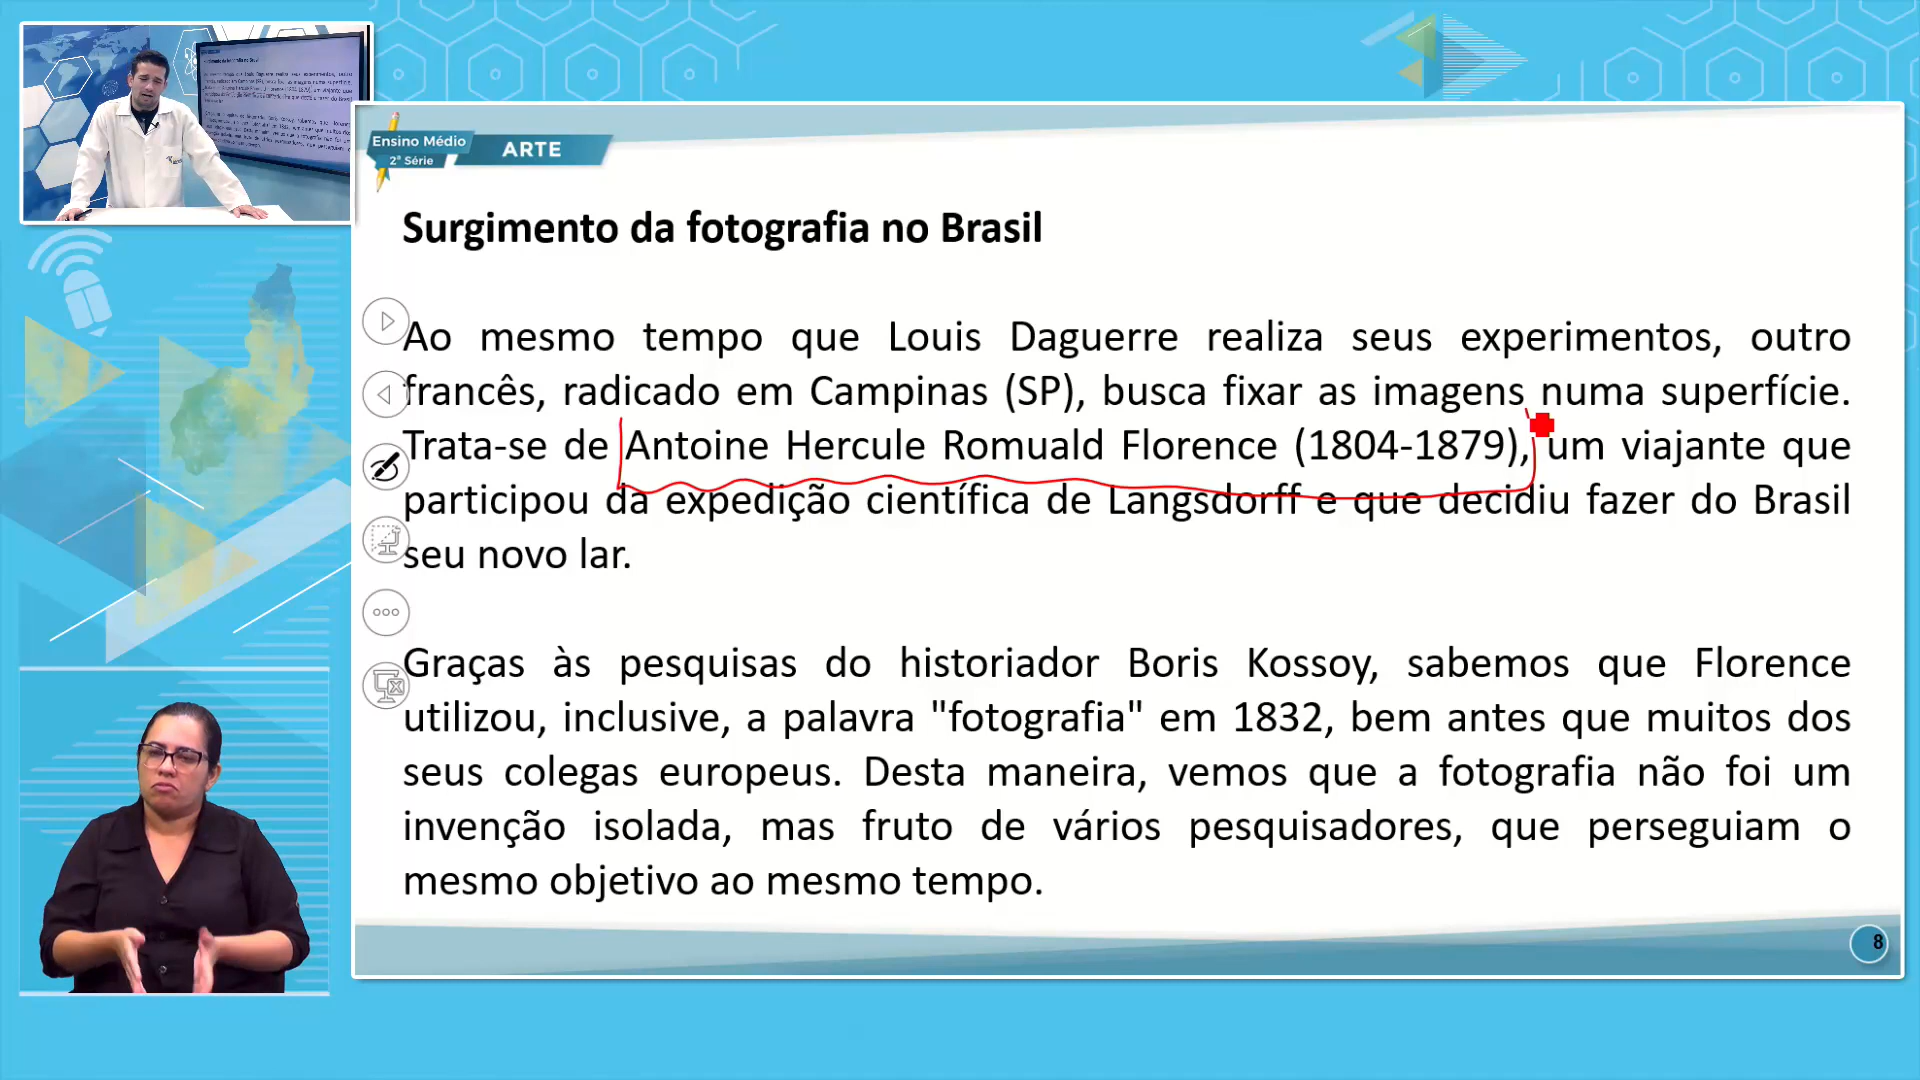 Ensino Médio
2ª Série
ARTE
Surgimento da fotografia no Brasil
Ao mesmo tempo que Louis Daguerre realiza seus experimentos, outro
francês, radicado em Campinas (SP), busca fixar as imagens numa superfície.
Trata-se de Antoine Hercule Romuald Florence (1804-1879), um viajante que
participou da expedição científica de Langsdorff e que decidiu fazer do Brasil
seu novo lar.
Graças às pesquisas do historiador Boris Kossoy, sabemos que Florence
utilizou, inclusive, a palavra "fotografia" em 1832, bem antes que muitos dos
seus colegas europeus. Desta maneira, vemos que a fotografia não foi um
invenção isolada, mas fruto de vários pesquisadores, que perseguiam o
mesmo objetivo ao mesmo tempo.
8